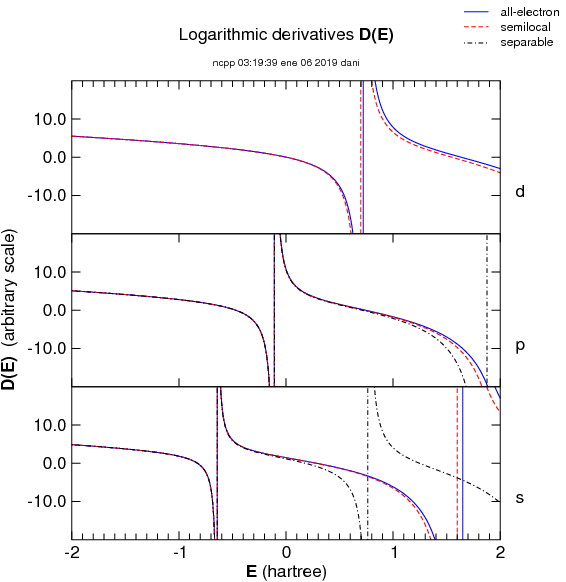 all-electron
semilocal
separable
Logarithmic derivatives D(E)
ncpp 03:19:39 ene 06 2019 dani
10.0
0.0
-10.0
d
10.0
0.0
-10.0
p
10.0
0.0
-10.0
s
D(E) (arbitrary scale)
-2 -1 0 1 2
E (hartree)